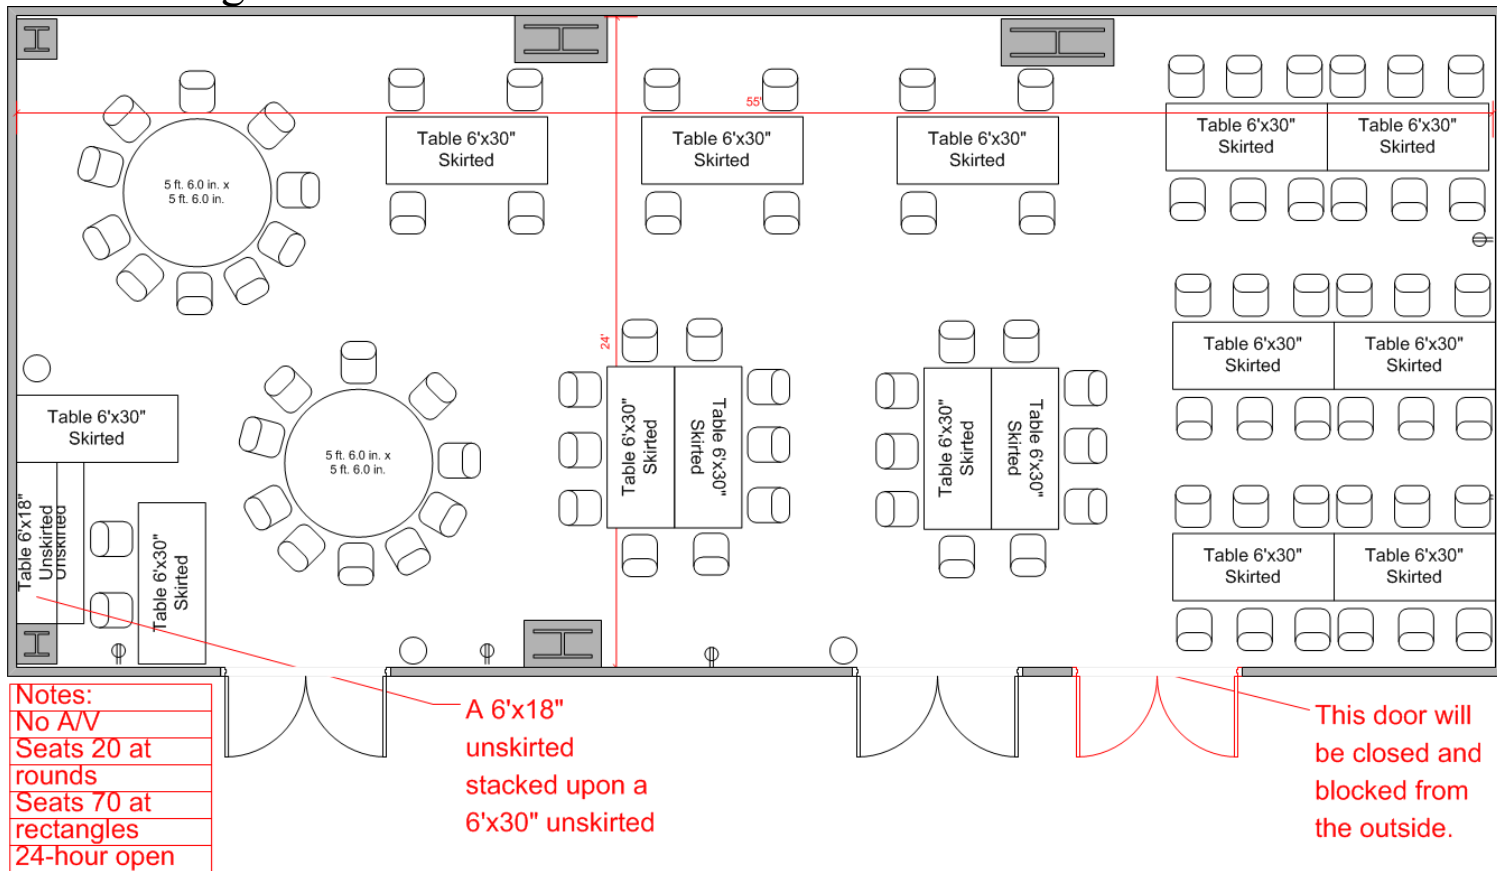 55'
Table 6'x30"
Skirted
Table 6'x30"
Skirted
Table 6'x30"
Skirted
Table 6'x30"
Skirted
Table 6'x30"
Skirted
5 ft. 6.0 in. x
5 ft. 6.0 in.
24'
Table 6'x30"
Skirted
Table 6'x30"
Skirted
Table 6'x30"
Skirted
5 ft. 6.0 in. x
5 ft. 6.0 in.
Table 6'x30"
Skirted
Table 6'x30"
Skirted
Table 6'x30"
Skirted
Table 6'x30"
Skirted
Table 6'x18"
Unskirted
Unskirted
Table 6'x30"
Skirted
Table 6'x30"
Skirted
Table 6'x30"
Skirted
Notes:
No A/V
Seats 20 at
rounds
Seats 70 at
rectangles
24-hour open
A 6'x18"
unskirted
stacked upon a
6'x30" unskirted
This door will
be closed and
blocked from
the outside.